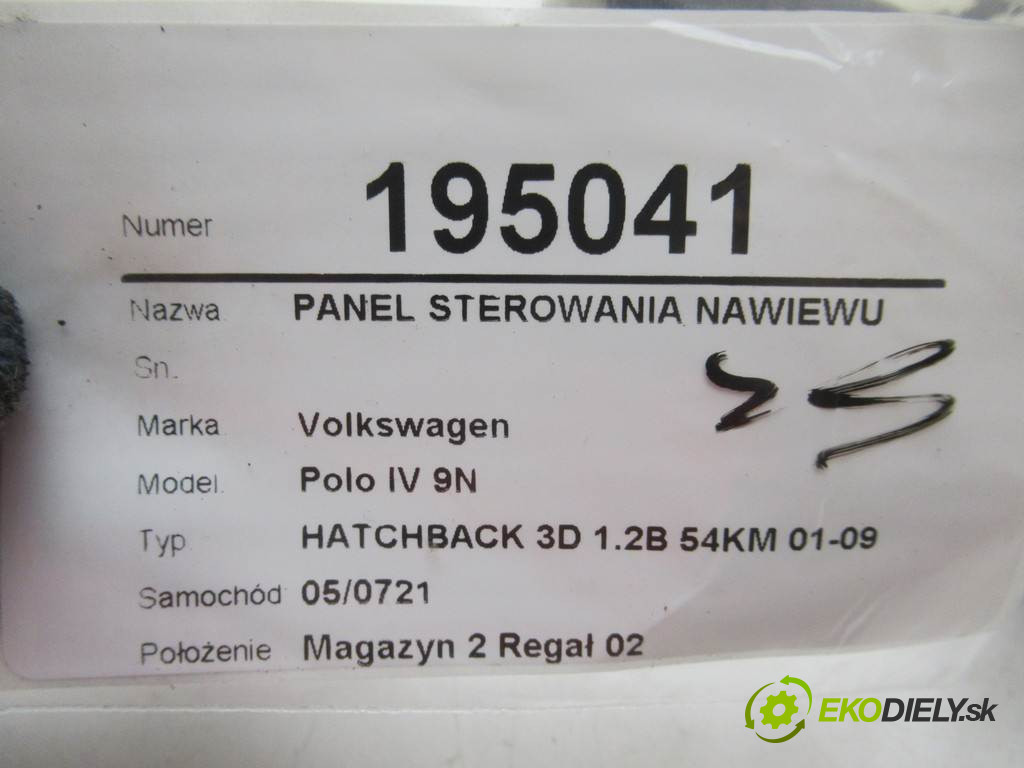 Numer 195041
Nazwa PANEL STEROWANIA NAWIEWU
Sn.
Marka Volkswagen
Model. Polo IV 9N
Typ HATCHBACK 3D 1.2B 54KM 01-09
Samochód 05/0721
Położenie Magazyn 2 Regał 02
EKODIELY.sk